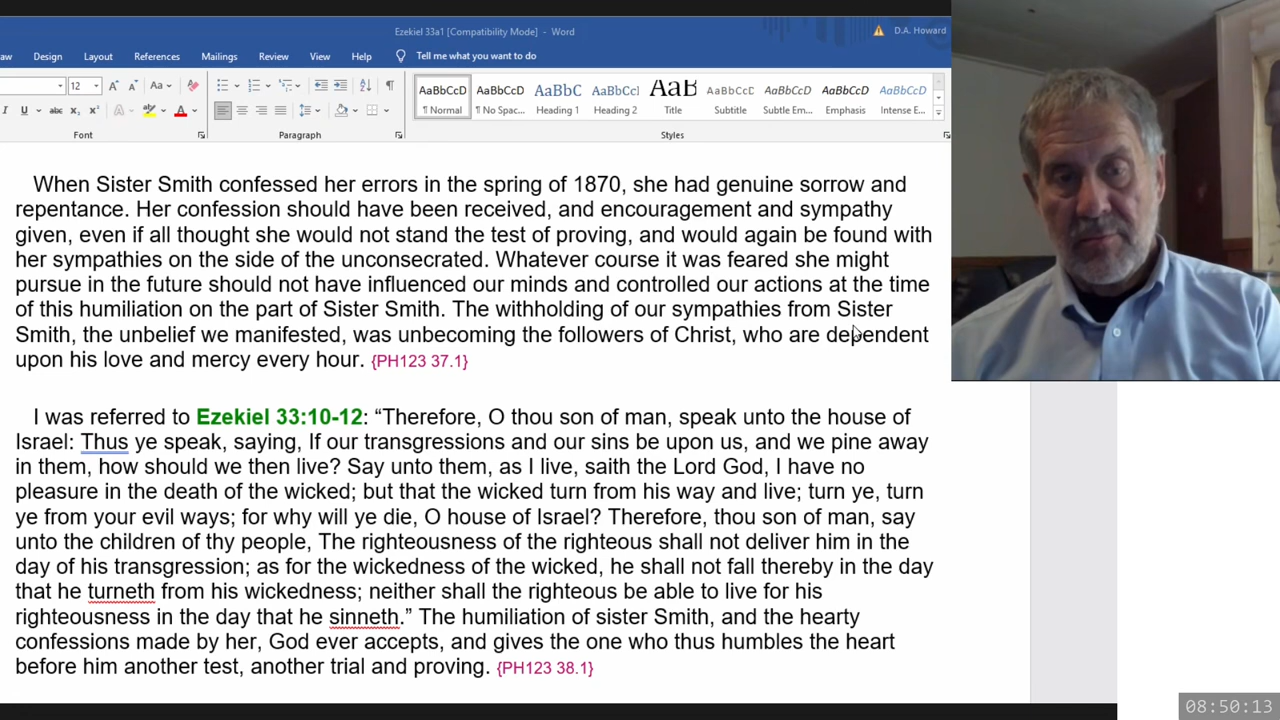 Ezekiel 33a1 [Compatibility Mode] - Word
D.A. Howard
aw Design Layout References Mailings Review View Help Tell me what you want to do
12
Aa
AaBbCcD AaBbCcD AaBbC AaBbCcD AaB AaBbCcD AaBbCcD AaBbCcD AaBbCcD
¶ Normal ¶ No Spac... Heading 1 Heading 2 Title Subtitle Subtle Em... Emphasis Intense E...
Font Paragraph Styles
When Sister Smith confessed her errors in the spring of 1870, she had genuine sorrow and
repentance. Her confession should have been received, and encouragement and sympathy
given, even if all thought she would not stand the test of proving, and would again be found with
her sympathies on the side of the unconsecrated. Whatever course it was feared she might
pursue in the future should not have influenced our minds and controlled our actions at the time
of this humiliation on the part of Sister Smith. The withholding of our sympathies from Sister
Smith, the unbelief we manifested, was unbecoming the followers of Christ, who are dependent
upon his love and mercy every hour. {PH123 37.1}
I was referred to Ezekiel 33:10-12: “Therefore, O thou son of man, speak unto the house of
Israel: Thus ye speak, saying, If our transgressions and our sins be upon us, and we pine away
in them, how should we then live? Say unto them, as I live, saith the Lord God, I have no
pleasure in the death of the wicked; but that the wicked turn from his way and live; turn ye, turn
ye from your evil ways; for why will ye die, O house of Israel? Therefore, thou son of man, say
unto the children of thy people, The righteousness of the righteous shall not deliver him in the
day of his transgression; as for the wickedness of the wicked, he shall not fall thereby in the day
that he turneth from his wickedness; neither shall the righteous be able to live for his
righteousness in the day that he sinneth.” The humiliation of sister Smith, and the hearty
confessions made by her, God ever accepts, and gives the one who thus humbles the heart
before him another test, another trial and proving. {PH123 38.1}
08:50:13